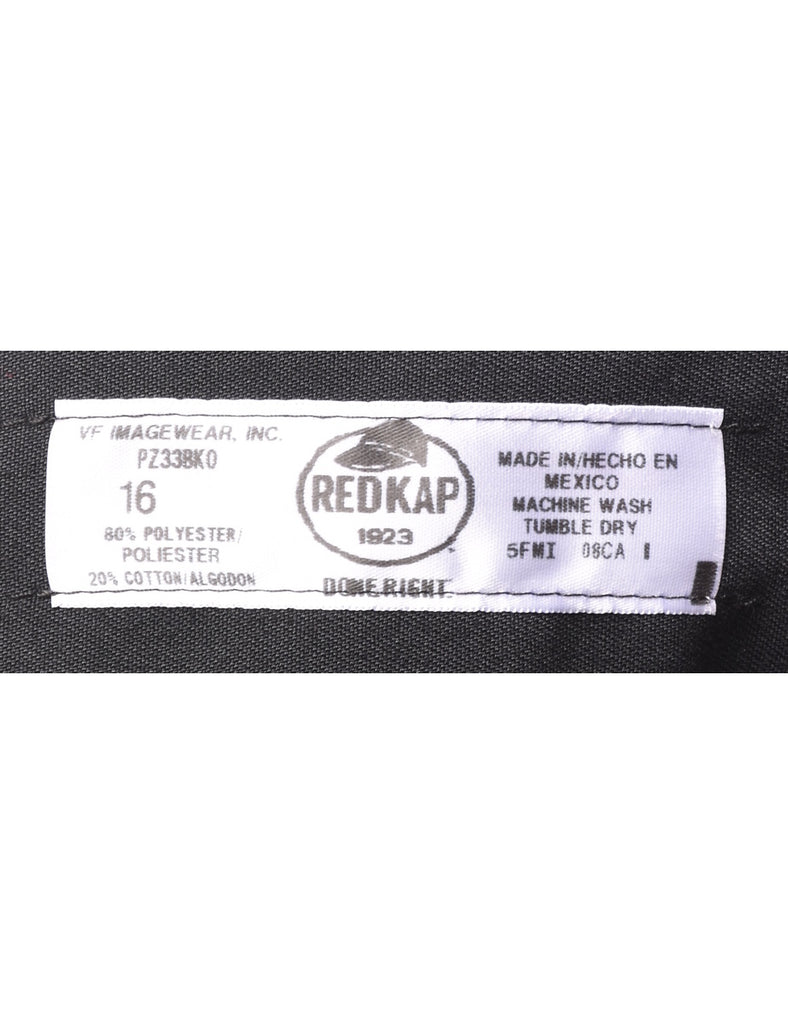 VF IMAGEWEAR, INC.
PZ33BK0
16
80% POLYESTER/
POLIESTER
20% COTTON/ALGODON
REDKAP
1923
DONE RIGHT.
MADE IN/HECHO EN
MEXICO
MACHINE WASH
TUMBLE DRY
5FMI 08CA I